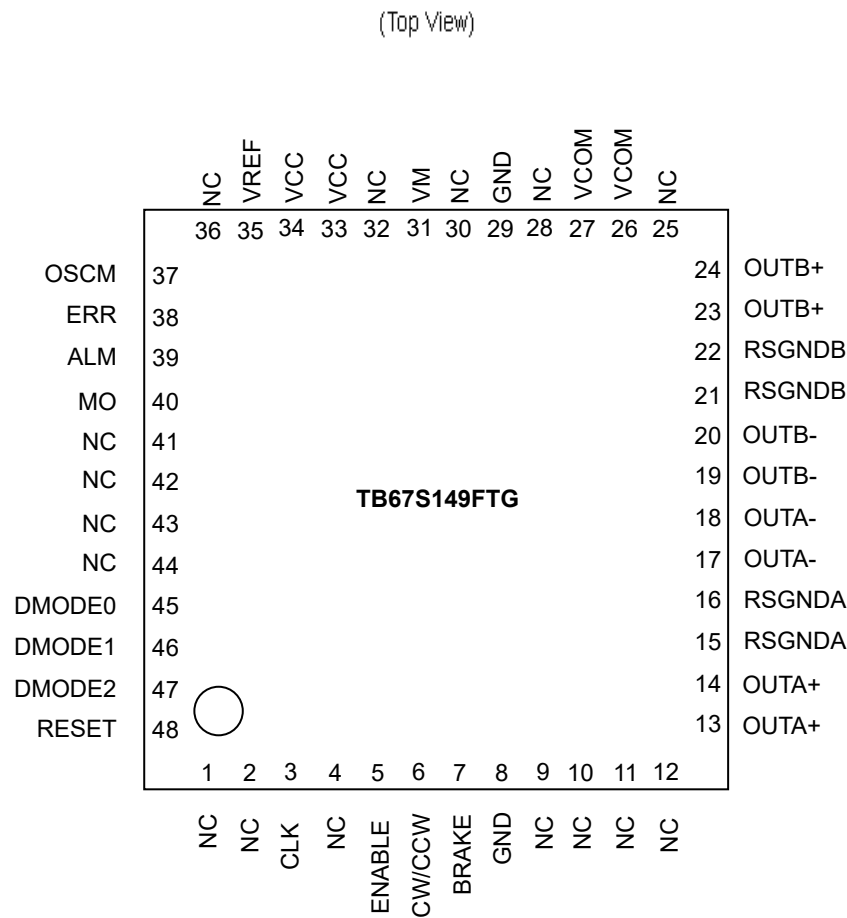 (Top View)
NC VREF VCC VCC NC VM NC GND NC VCOM VCOM NC
36 35 34 33 32 31 30 29 28 27 26 25
OSCM 37
ERR 38
ALM 39
MO 40
NC 41
NC 42
NC 43
NC 44
DMODE0 45
DMODE1 46
DMODE2 47
RESET 48
TB67S149FTG
24 OUTB+
23 OUTB+
22 RSGNDB
21 RSGNDB
20 OUTB-
19 OUTB-
18 OUTA-
17 OUTA-
16 RSGNDA
15 RSGNDA
14 OUTA+
13 OUTA+
1 2 3 4 5 6 7 8 9 10 11 12
NC NC CLK NC ENABLE CW/CCW BRAKE GND NC NC NC NC